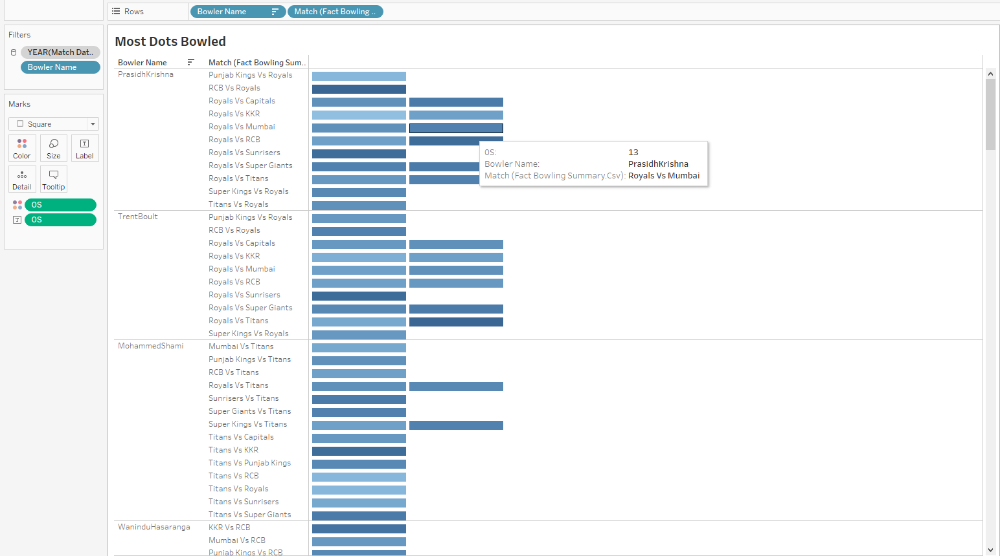 Rows
Bowler Name
Match (Fact Bowling ..
Filters
YEAR(Match Dat..
Bowler Name
Marks
Square
Color
Size
Label
Detail
Tooltip
0S
0S
Most Dots Bowled
Bowler Name
Match (Fact Bowling Sum..
PrasidhKrishna
Punjab Kings Vs Royals
RCB Vs Royals
Royals Vs Capitals
Royals Vs KKR
Royals Vs Mumbai
Royals Vs RCB
Royals Vs Sunrisers
Royals Vs Super Giants
Royals Vs Titans
Super Kings Vs Royals
Titans Vs Royals
0S: 13
Bowler Name: PrasidhKrishna
Match (Fact Bowling Summary.Csv): Royals Vs Mumbai
TrentBoult
Punjab Kings Vs Royals
RCB Vs Royals
Royals Vs Capitals
Royals Vs KKR
Royals Vs Mumbai
Royals Vs RCB
Royals Vs Sunrisers
Royals Vs Super Giants
Royals Vs Titans
Super Kings Vs Royals
MohammedShami
Mumbai Vs Titans
Punjab Kings Vs Titans
RCB Vs Titans
Royals Vs Titans
Sunrisers Vs Titans
Super Giants Vs Titans
Super Kings Vs Titans
Titans Vs Capitals
Titans Vs KKR
Titans Vs Punjab Kings
Titans Vs RCB
Titans Vs Royals
Titans Vs Sunrisers
Titans Vs Super Giants
WaninduHasaranga
KKR Vs RCB
Mumbai Vs RCB
Punjab Kings Vs RCB